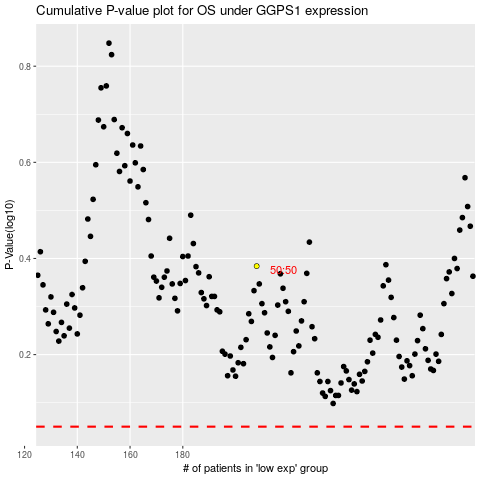 Cumulative P-value plot for OS under GGPS1 expression
P-Value(log10)
0.8
0.6
0.4
0.2
50:50
120 140 160 180
# of patients in 'low exp' group